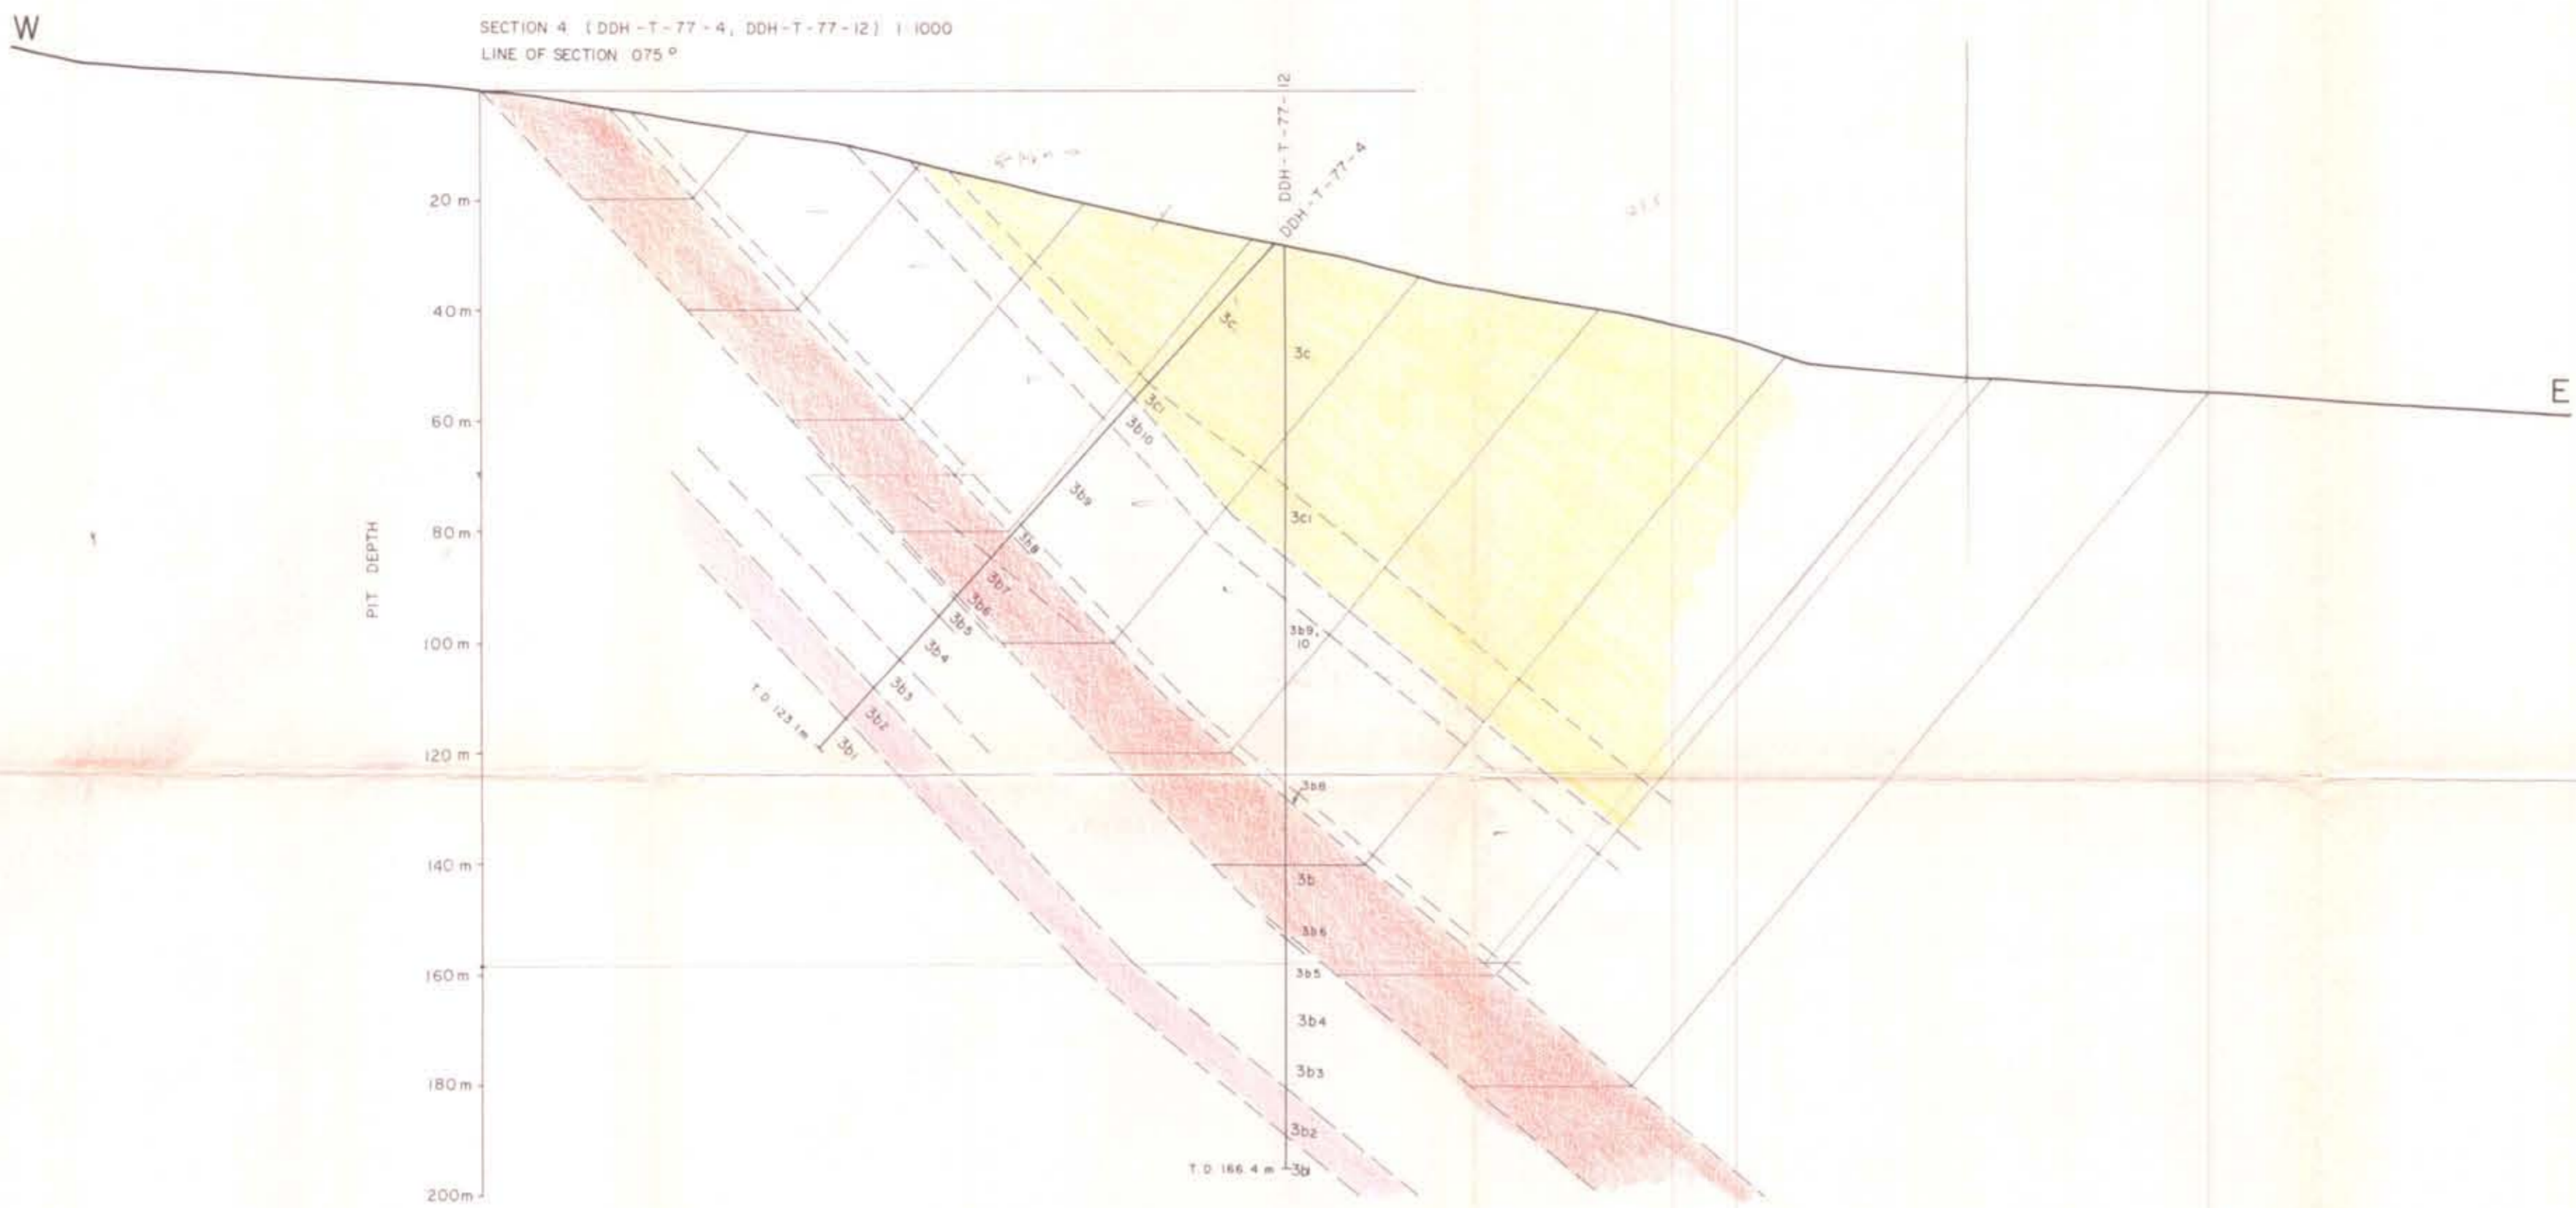 W
SECTION 4 (DDH-T-77-4, DDH-T-77-12) 1:1000
LINE OF SECTION 075°
DDH-T-77-12
DDH-T-77-4
E
PIT DEPTH
20 m
40 m
60 m
80 m
100 m
120 m
140 m
160 m
180 m
200 m
3c
3c1
3b10
3b9
3b8
3b7
3b6
3b5
3b4
3b3
3b2
3b1
T.D. 123.1m
3c
3c1
3b9,
10
3b8
3b
3b6
3b5
3b4
3b3
3b2
3b1
T.D. 166.4 m